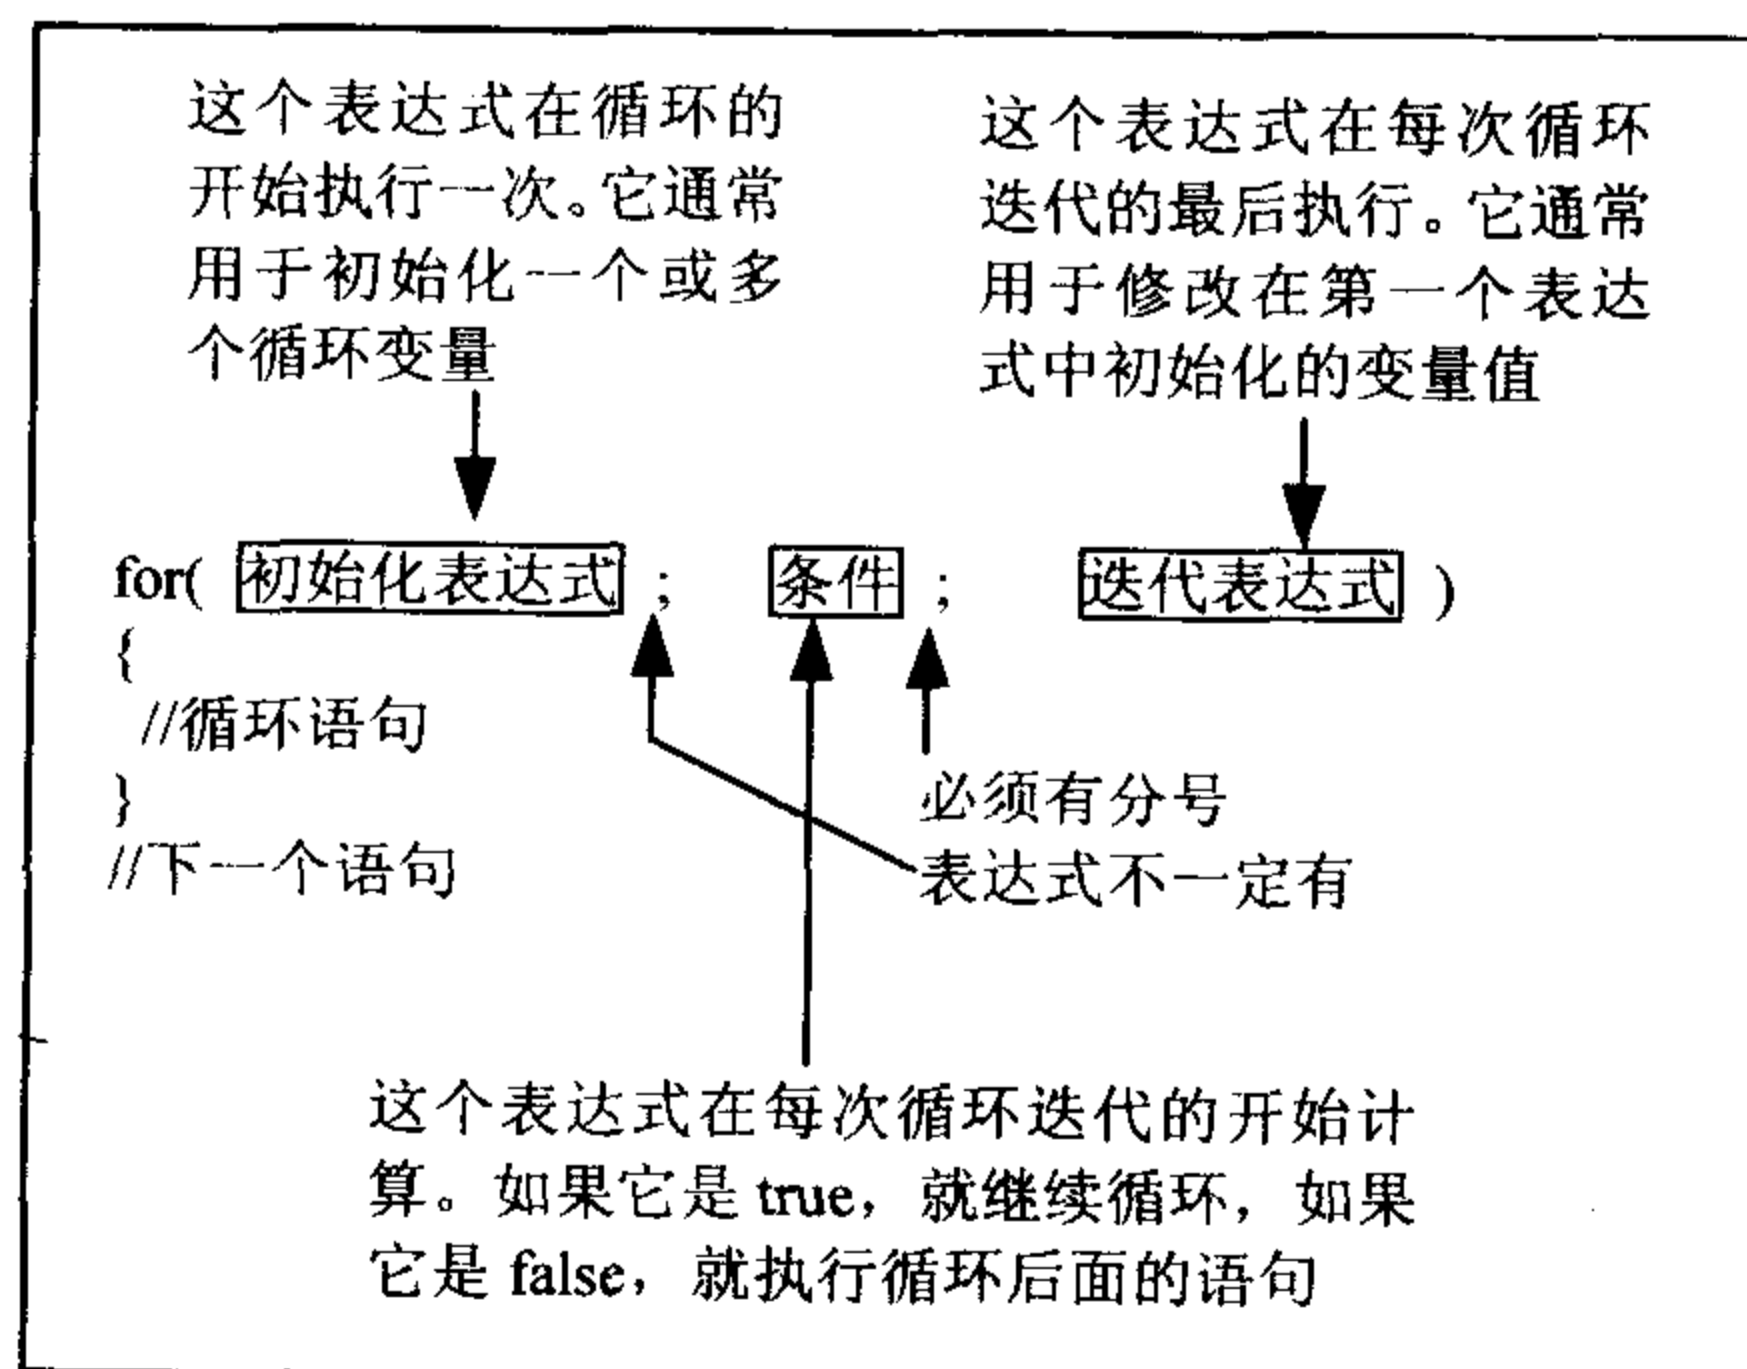 这个表达式在循环的
开始执行一次。它通常
用于初始化一个或多
个循环变量
这个表达式在每次循环
迭代的最后执行。它通常
用于修改在第一个表达
式中初始化的变量值
for( 初始化表达式 ; 条件 ; 迭代表达式 )
{
//循环语句
}
//下一个语句
必须有分号
表达式不一定有
这个表达式在每次循环迭代的开始计
算。如果它是 true，就继续循环，如果
它是 false，就执行循环后面的语句